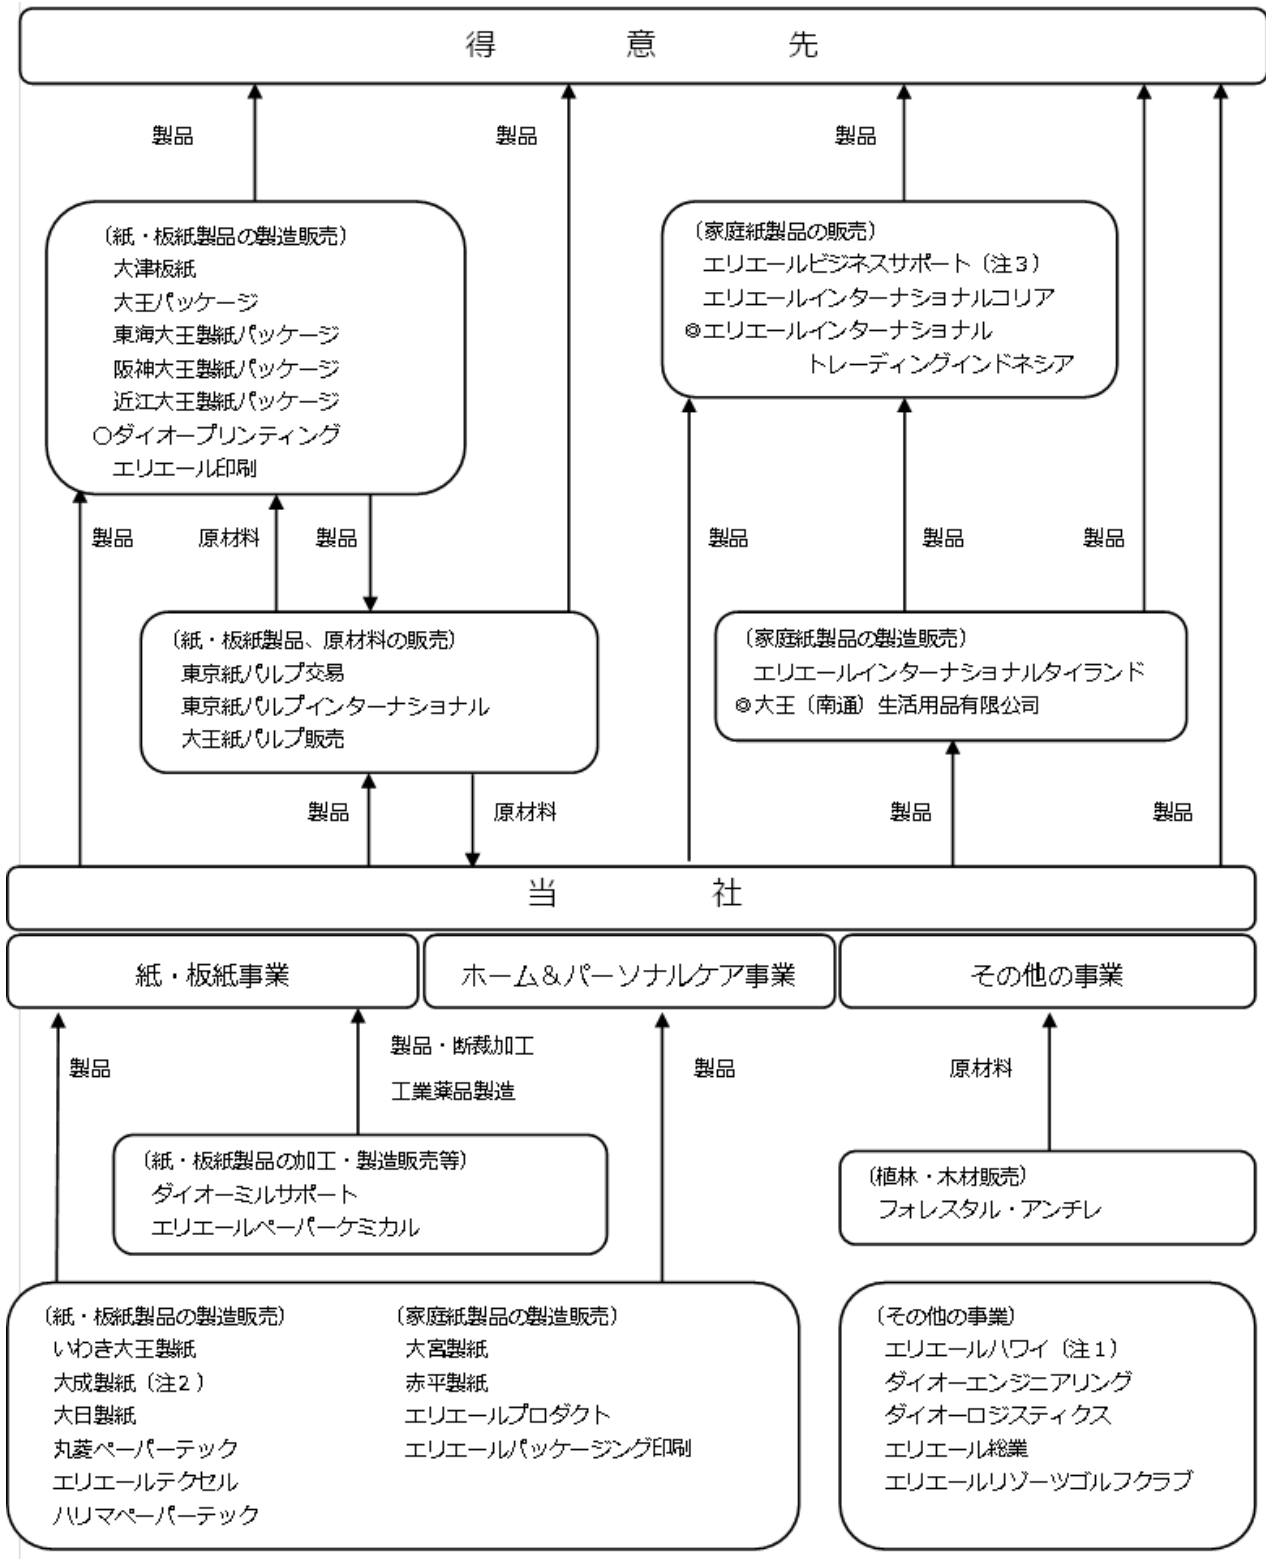 得意先
製品
製品
製品
（紙・板紙製品の製造販売）
大津板紙
大王パッケージ
東海大王製紙パッケージ
阪神大王製紙パッケージ
近江大王製紙パッケージ
○ダイオープリンティング
エリエール印刷
（家庭紙製品の販売）
エリエールビジネスサポート（注３）
エリエールインターナショナルコリア
◎エリエールインターナショナル
トレーディングインドネシア
製品
原材料
製品
製品
製品
製品
（紙・板紙製品、原材料の販売）
東京紙パルプ交易
東京紙パルプインターナショナル
大王紙パルプ販売
（家庭紙製品の製造販売）
エリエールインターナショナルタイランド
◎大王（南通）生活用品有限公司
製品
原材料
製品
製品
当社
紙・板紙事業
ホーム＆パーソナルケア事業
その他の事業
製品
製品・断裁加工
工業薬品製造
製品
原材料
（紙・板紙製品の加工・製造販売等）
ダイオーミルサポート
エリエールペーパーケミカル
（植林・木材販売）
フォレスタル・アンチレ
（紙・板紙製品の製造販売）
いわき大王製紙
大成製紙（注２）
大日製紙
丸菱ペーパーテック
エリエールテクセル
ハリマペーパーテック
（家庭紙製品の製造販売）
大宮製紙
赤平製紙
エリエールプロダクト
エリエールパッケージング印刷
（その他の事業）
エリエールハワイ（注１）
ダイオーエンジニアリング
ダイオーロジスティクス
エリエール総業
エリエールリゾーツゴルフクラブ